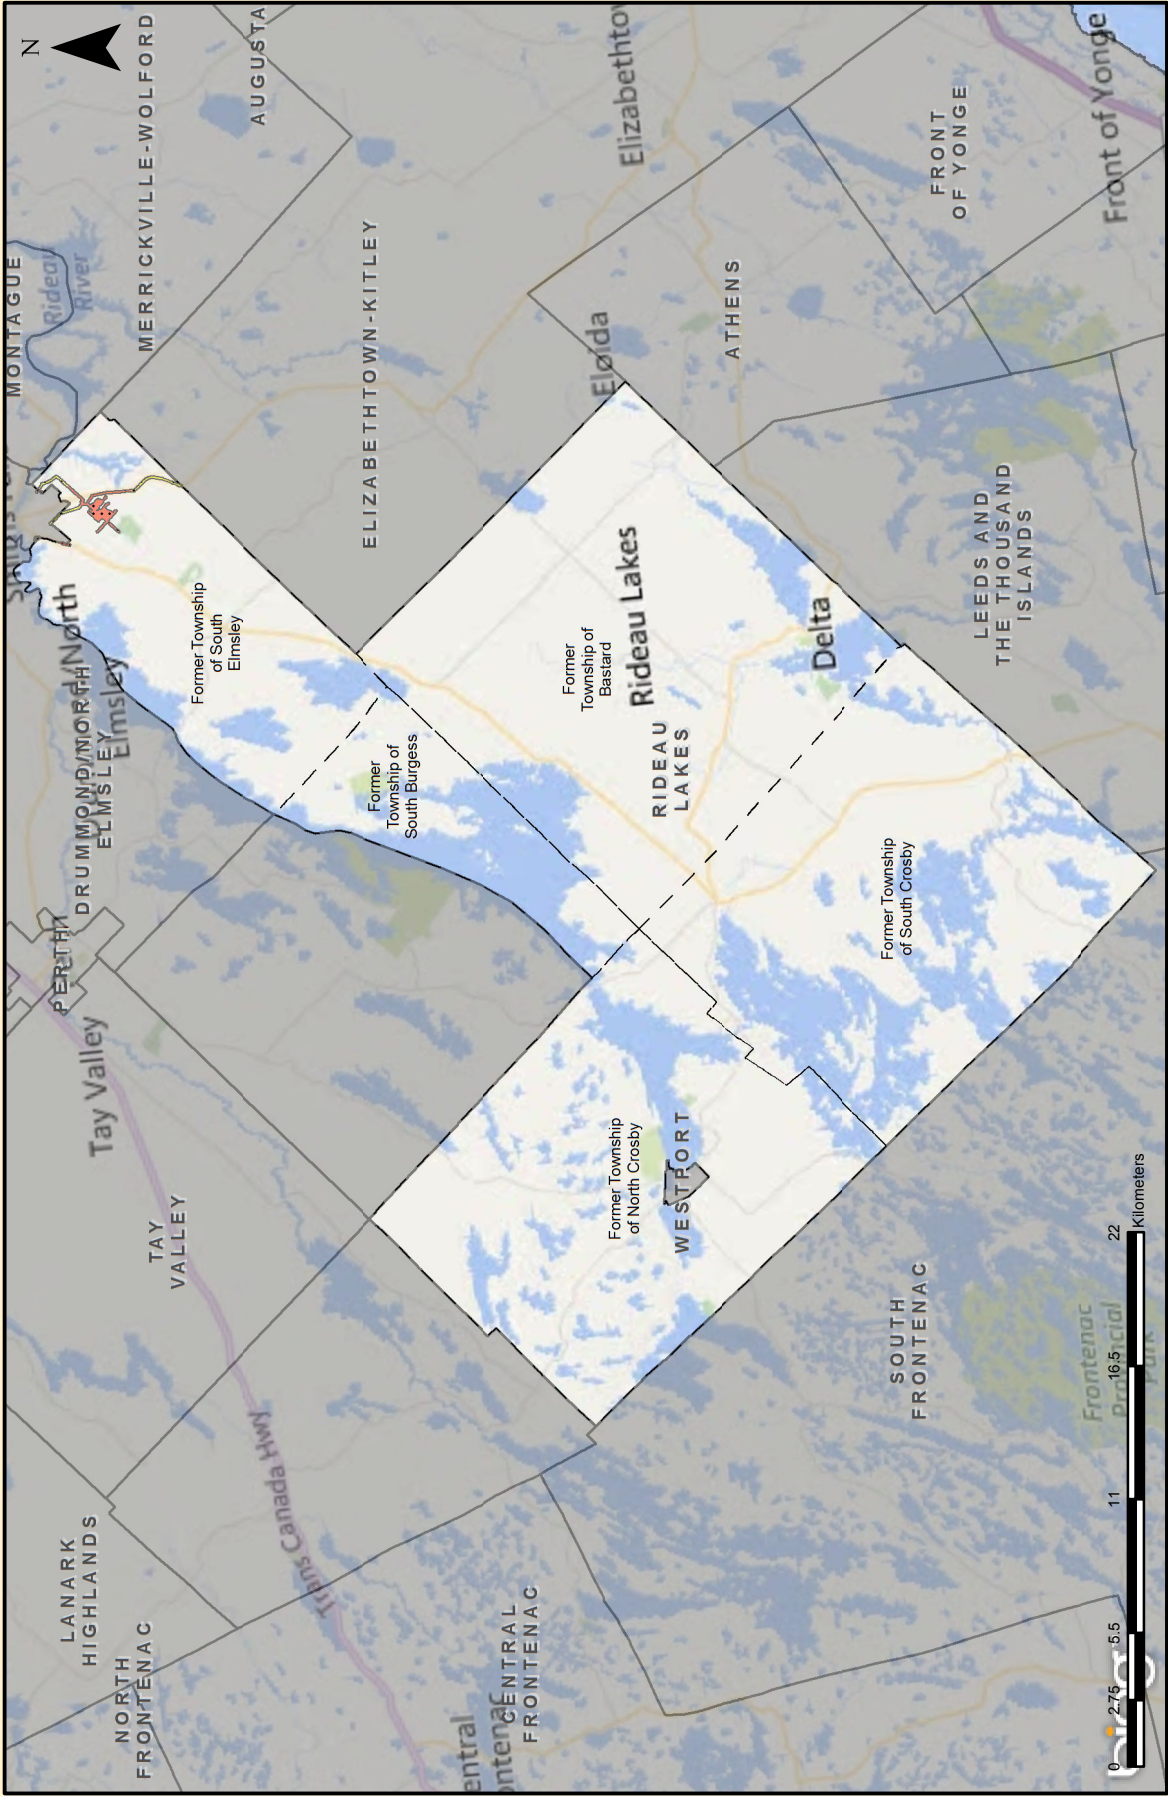 N
LANARK
HIGHLANDS
NORTH
FRONTENAC
Trans Canada Hwy
CENTRAL
FRONTENAC
TAY
VALLEY
Tay Valley
PERTH
DRUMMOND/NORTH
ELMSLEY
Elmsley
MONTAGUE
Rideau
River
MERRICKVILLE-WOLFORD
AUGUSTA
ELIZABETHTOWN-KITLEY
Former Township
of South
Elmsley
Former
Township of
South Burgess
Former
Township of
Bastard
Rideau Lakes
RIDEAU
LAKES
Eloida
ATHENS
Delta
Former Township
of North Crosby
WESTPORT
Former Township
of South Crosby
SOUTH
FRONTENAC
Frontenac
Provincial
Park
LEEDS AND
THE THOUSAND
ISLANDS
FRONT
OF YONGE
Front of Yonge
bing
0 2.75 5.5 11 16.5 22
Kilometers